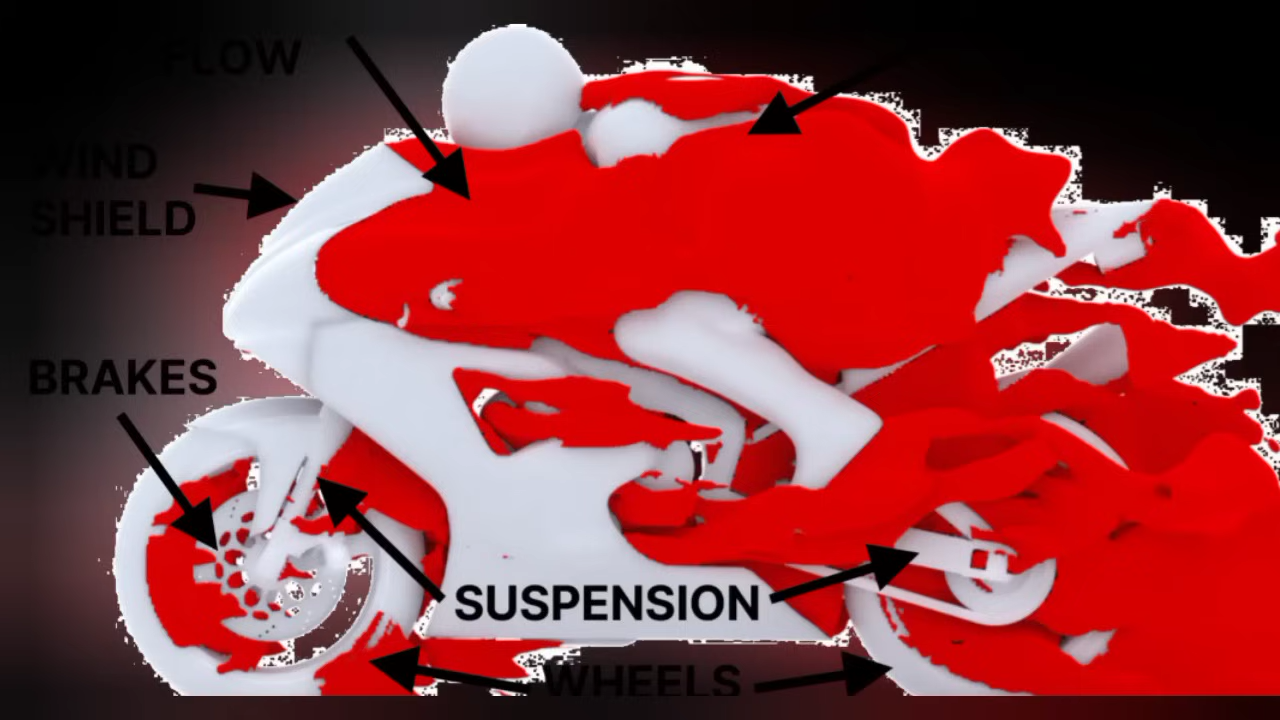 FLOW
WIND
SHIELD
BRAKES
SUSPENSION
WHEELS